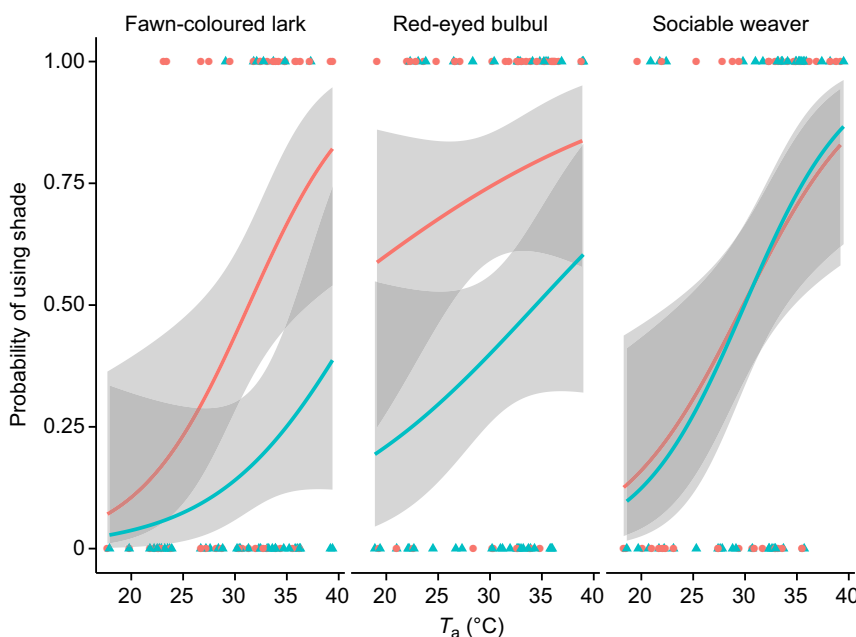 Fawn-coloured lark Red-eyed bulbul Sociable weaver
1.00
0.75
0.50
0.25
0
20 25 30 35 40 20 25 30 35 40 20 25 30 35 40
Probability of using shade
Ta (°C)